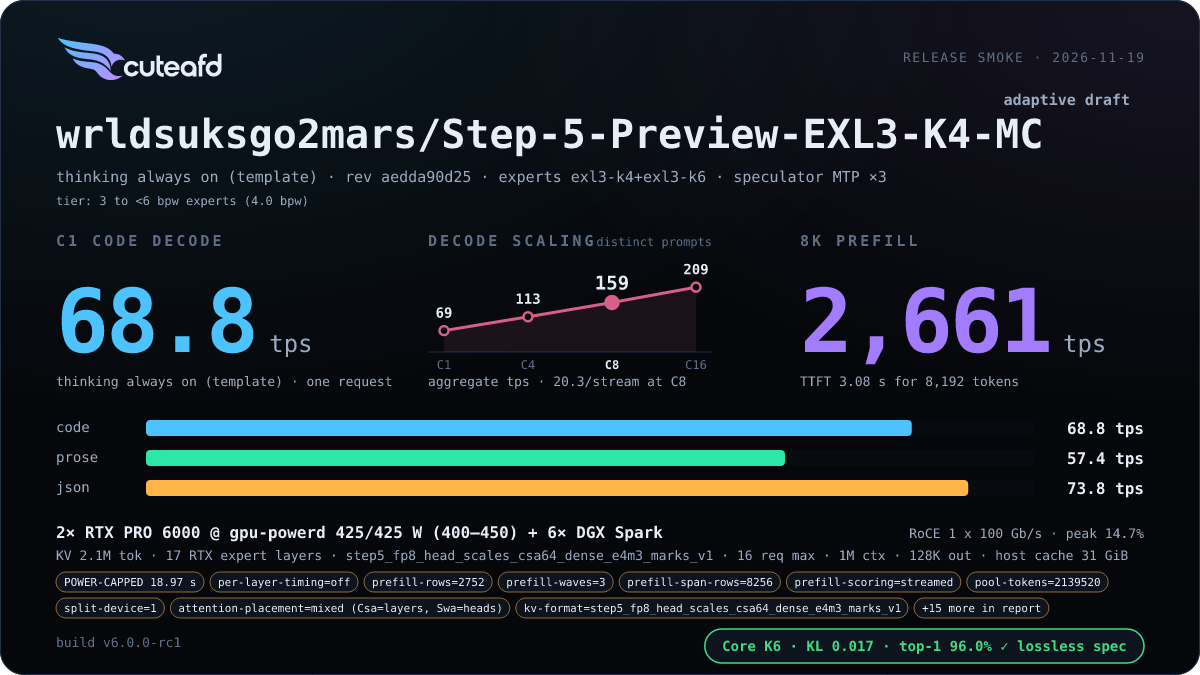 cuteafd
RELEASE SMOKE · 2026-11-19
adaptive draft
wrldsuksgo2mars/Step-5-Preview-EXL3-K4-MC
thinking always on (template) · rev aedda90d25 · experts exl3-k4+exl3-k6 · speculator MTP ×3
tier: 3 to <6 bpw experts (4.0 bpw)
C1 CODE DECODE
68.8 tps
thinking always on (template) · one request
DECODE SCALING distinct prompts
69 113 159 209
C1 C4 C8 C16
aggregate tps · 20.3/stream at C8
8K PREFILL
2,661 tps
TTFT 3.08 s for 8,192 tokens
code 68.8 tps
prose 57.4 tps
json 73.8 tps
2× RTX PRO 6000 @ gpu-powerd 425/425 W (400–450) + 6× DGX Spark
RoCE 1 x 100 Gb/s · peak 14.7%
KV 2.1M tok · 17 RTX expert layers · step5_fp8_head_scales_csa64_dense_e4m3_marks_v1 · 16 req max · 1M ctx · 128K out · host cache 31 GiB
POWER-CAPPED 18.97 s per-layer-timing=off prefill-rows=2752 prefill-waves=3 prefill-span-rows=8256 prefill-scoring=streamed pool-tokens=2139520
split-device=1 attention-placement=mixed (Csa=layers, Swa=heads) kv-format=step5_fp8_head_scales_csa64_dense_e4m3_marks_v1 +15 more in report
build v6.0.0-rc1
Core K6 · KL 0.017 · top-1 96.0% ✓ lossless spec